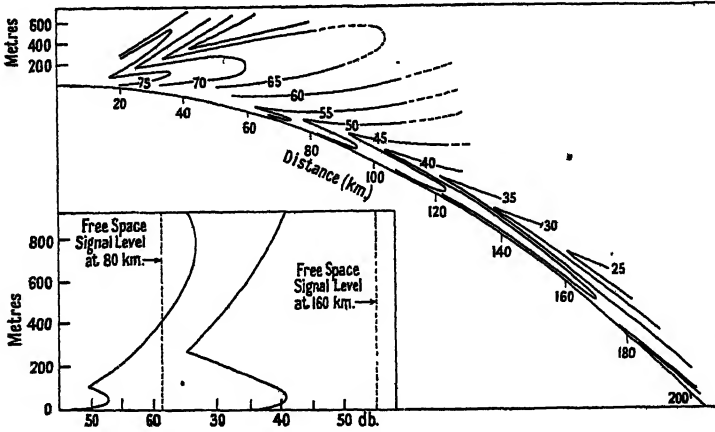 Metres
600
400
200
75
70
65
60
55
50
45
40
35
30
25
20
40
60
80
100
120
140
160
180
200
Distance (km.)
Metres
800
600
400
200
0
Free Space
Signal Level
at 80 km.
Free Space
Signal Level
at 160 km.
50 60 30 40 50 db.